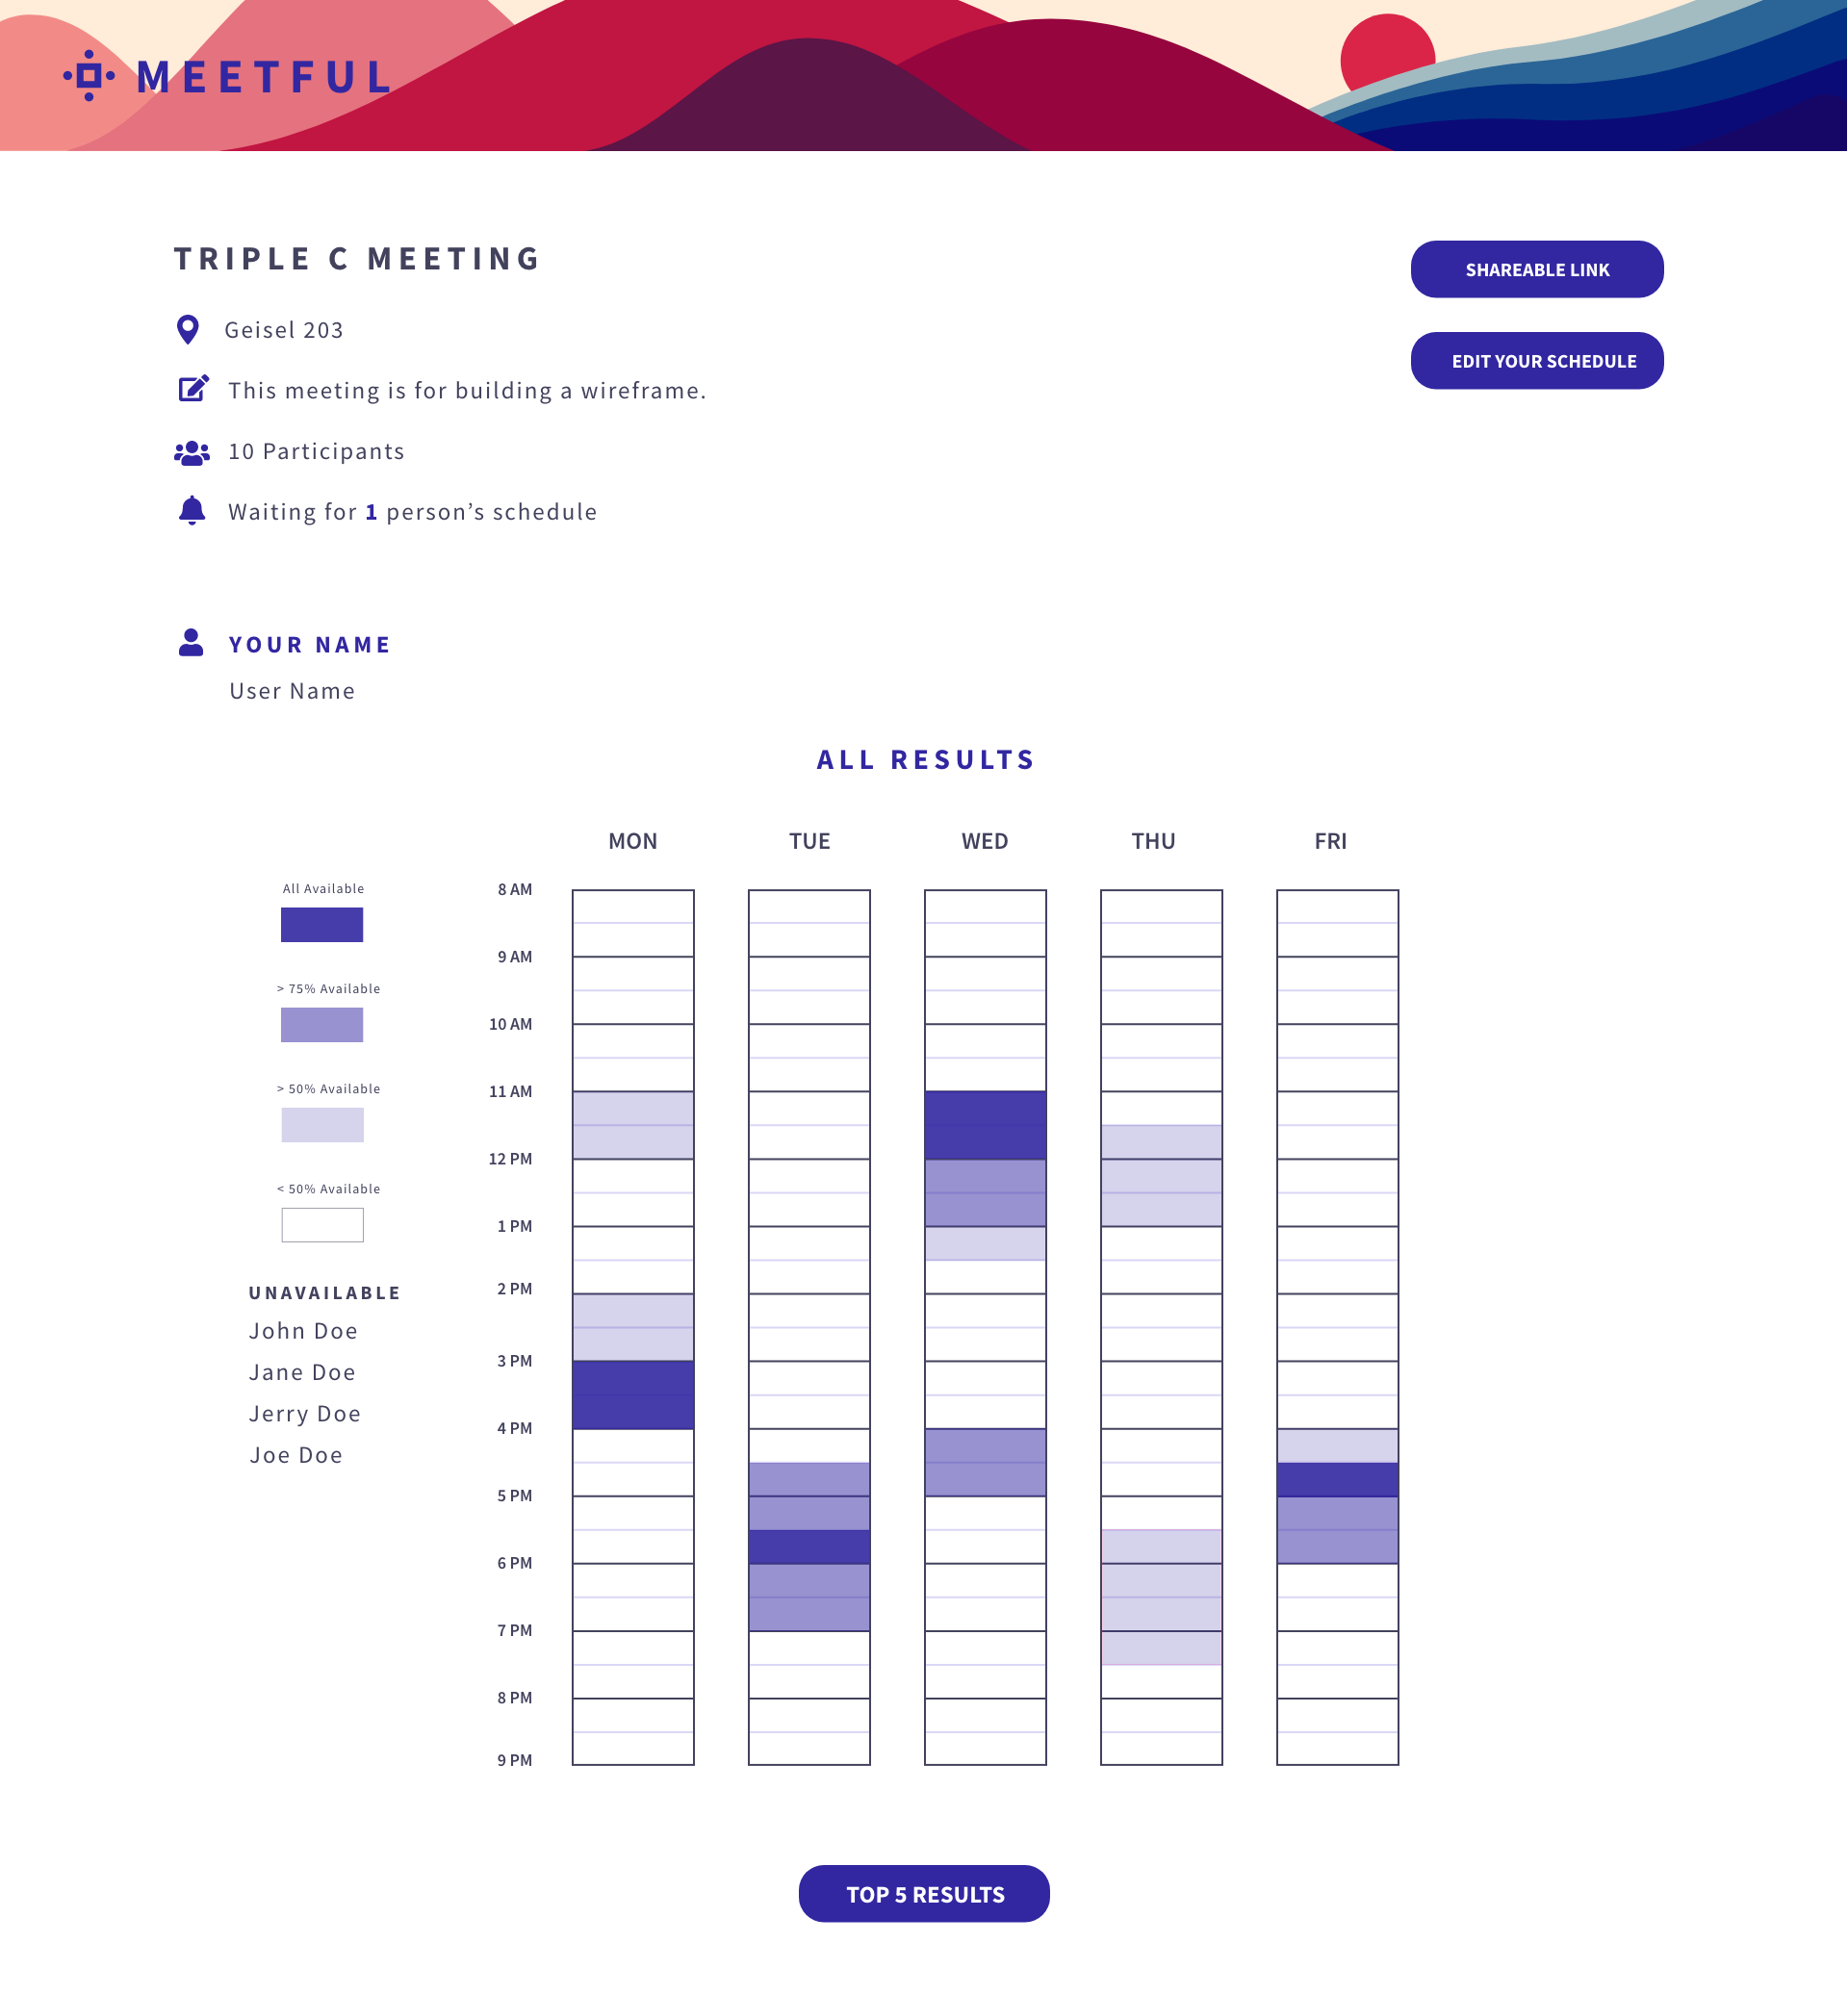 MEETFUL
TRIPLE C MEETING
SHAREABLE LINK
Geisel 203
EDIT YOUR SCHEDULE
This meeting is for building a wireframe.
10 Participants
Waiting for 1 person’s schedule
YOUR NAME
User Name
ALL RESULTS
MON TUE WED THU FRI
All Available
> 75% Available
> 50% Available
< 50% Available
UNAVAILABLE
John Doe
Jane Doe
Jerry Doe
Joe Doe
8 AM
9 AM
10 AM
11 AM
12 PM
1 PM
2 PM
3 PM
4 PM
5 PM
6 PM
7 PM
8 PM
9 PM
TOP 5 RESULTS